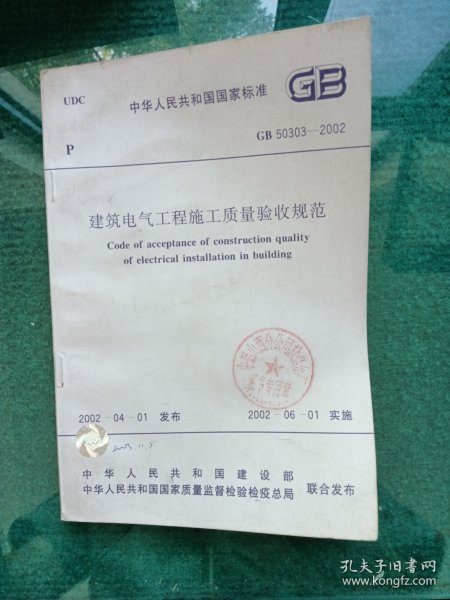 UDC
中华人民共和国国家标准
GB
P
GB 50303—2002
建筑电气工程施工质量验收规范
Code of acceptance of construction quality
of electrical installation in building
2002-04-01 发布
2002-06-01 实施
2003.11.5
中华人民共和国建设部
中华人民共和国国家质量监督检验检疫总局
联合发布
孔夫子旧书网
www.kongfz.com